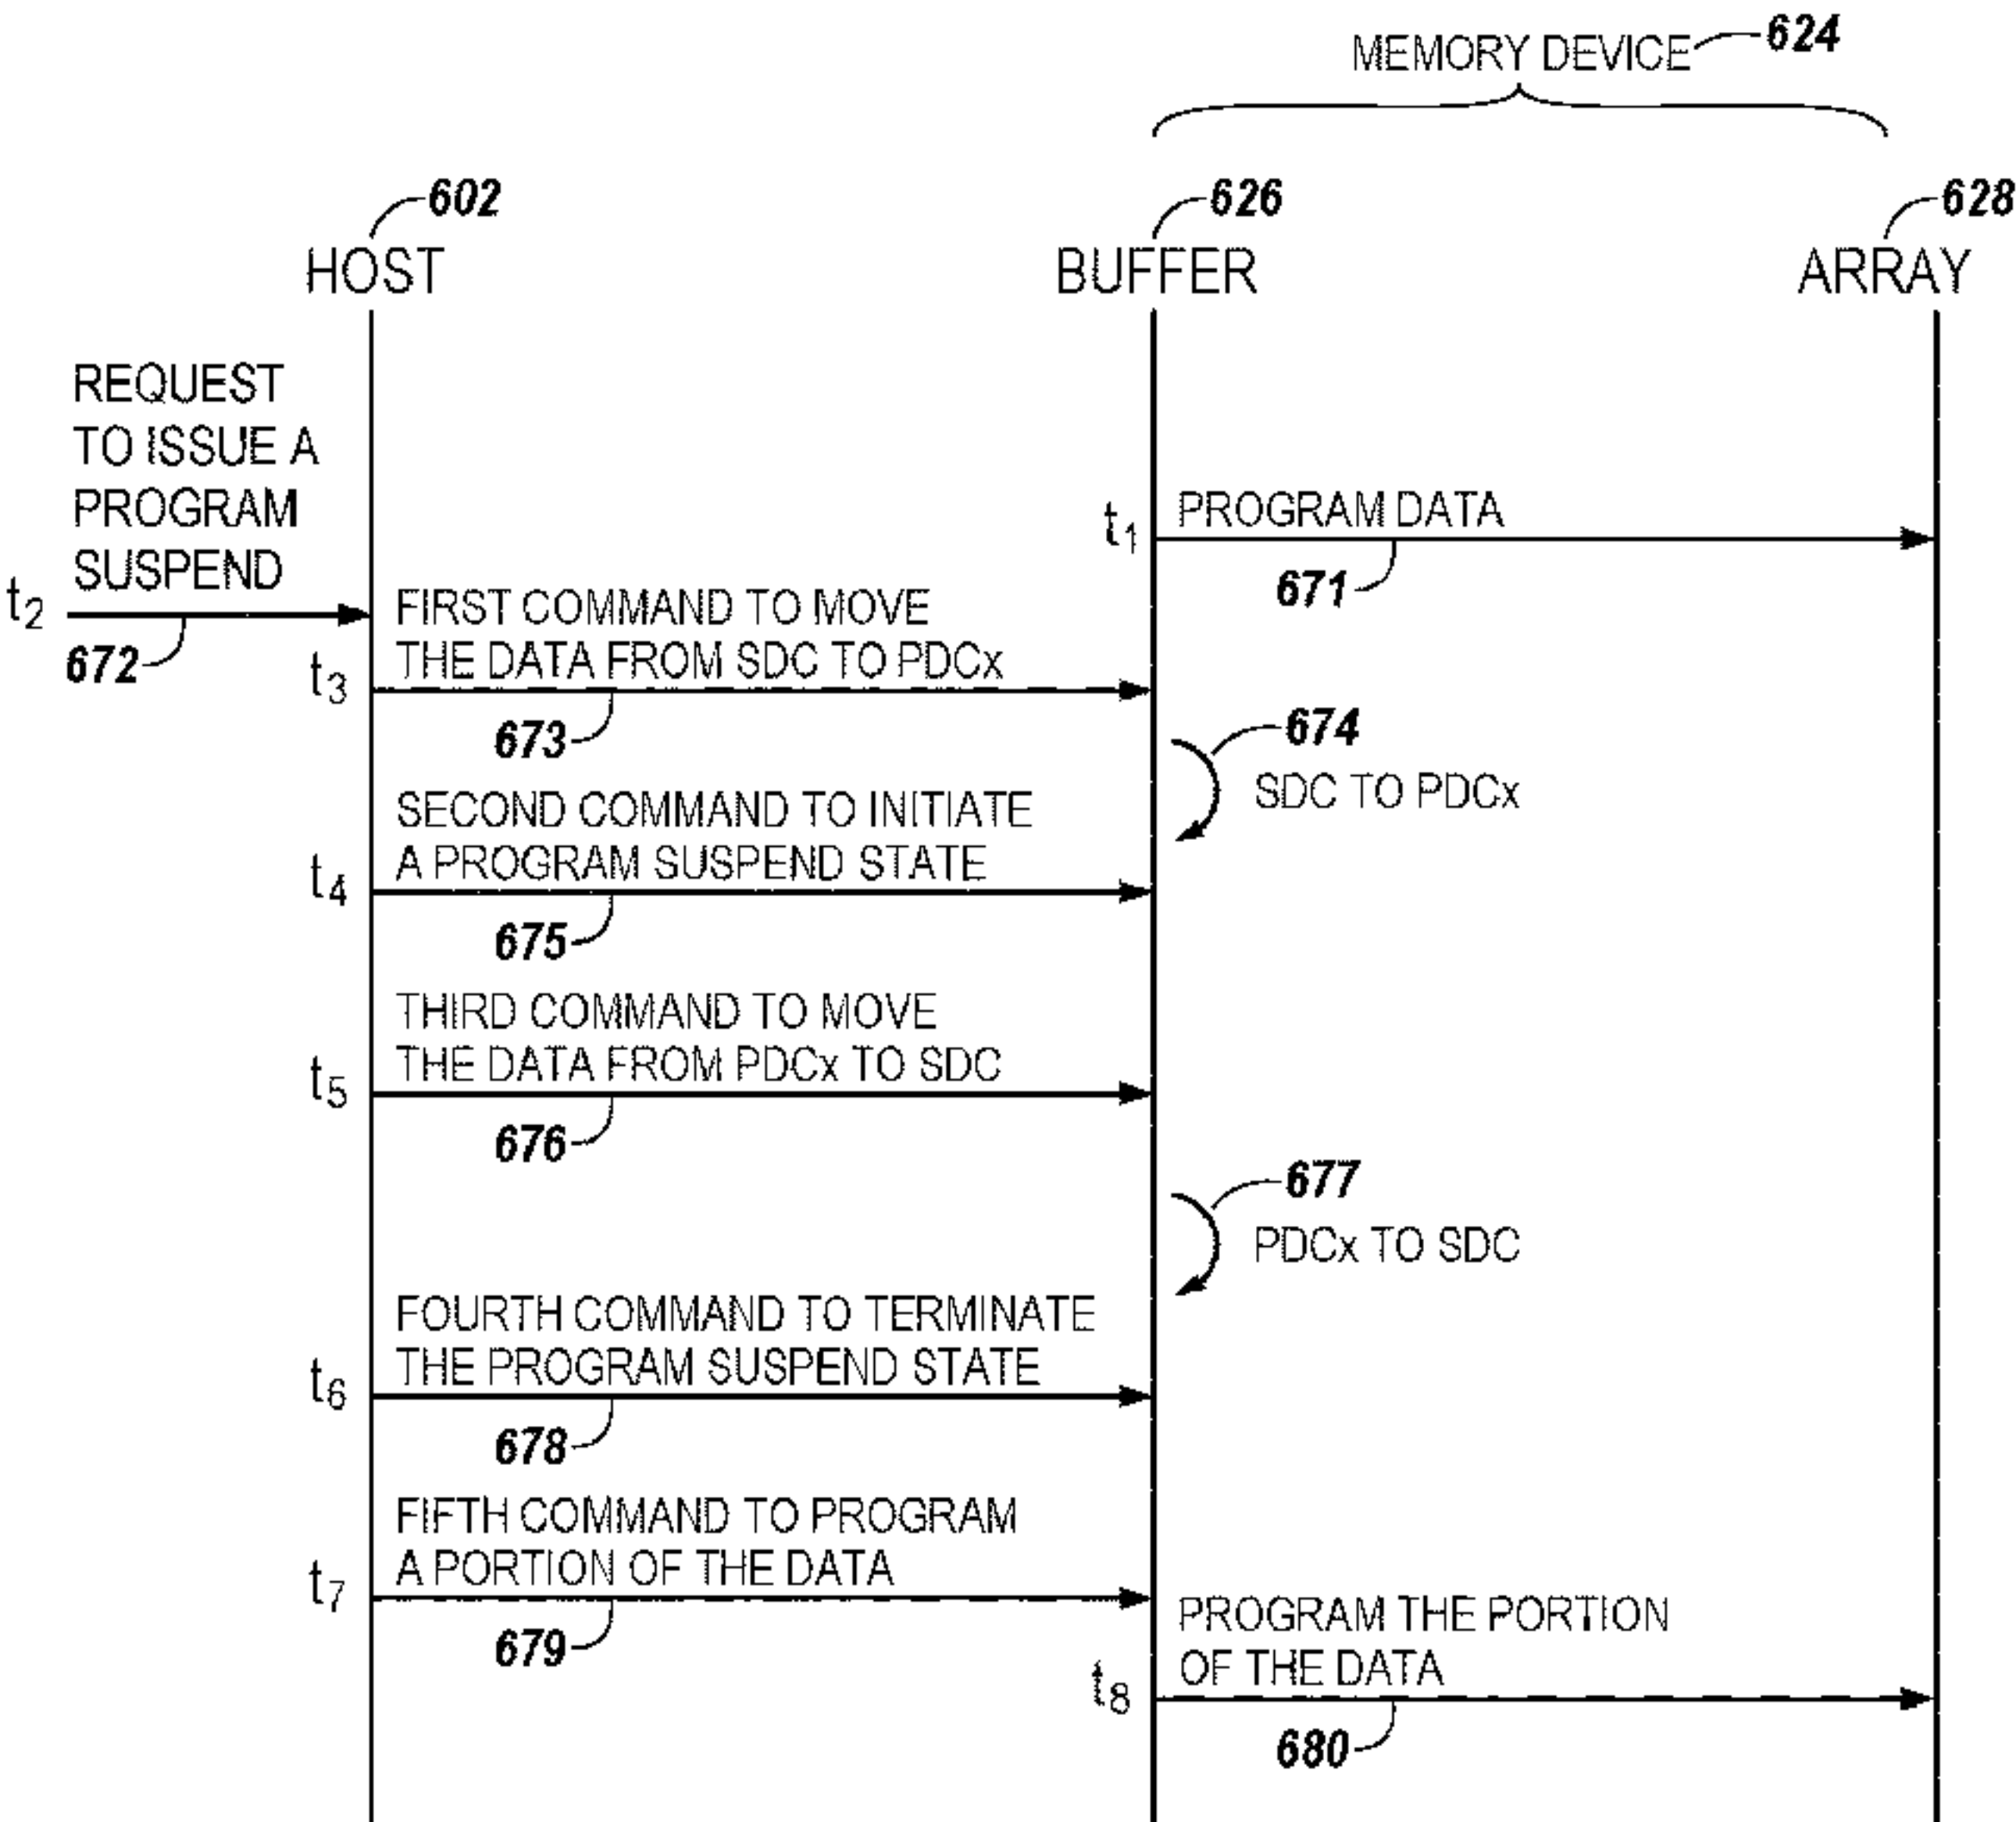 MEMORY DEVICE 624
602
626
628
HOST
BUFFER
ARRAY
REQUEST
TO ISSUE A
PROGRAM
SUSPEND
t1
PROGRAM DATA
671
t2
672
FIRST COMMAND TO MOVE
THE DATA FROM SDC TO PDCx
t3
673
674
SDC TO PDCx
SECOND COMMAND TO INITIATE
A PROGRAM SUSPEND STATE
t4
675
THIRD COMMAND TO MOVE
THE DATA FROM PDCx TO SDC
t5
676
677
PDCx TO SDC
FOURTH COMMAND TO TERMINATE
THE PROGRAM SUSPEND STATE
t6
678
FIFTH COMMAND TO PROGRAM
A PORTION OF THE DATA
t7
679
PROGRAM THE PORTION
OF THE DATA
t8
680